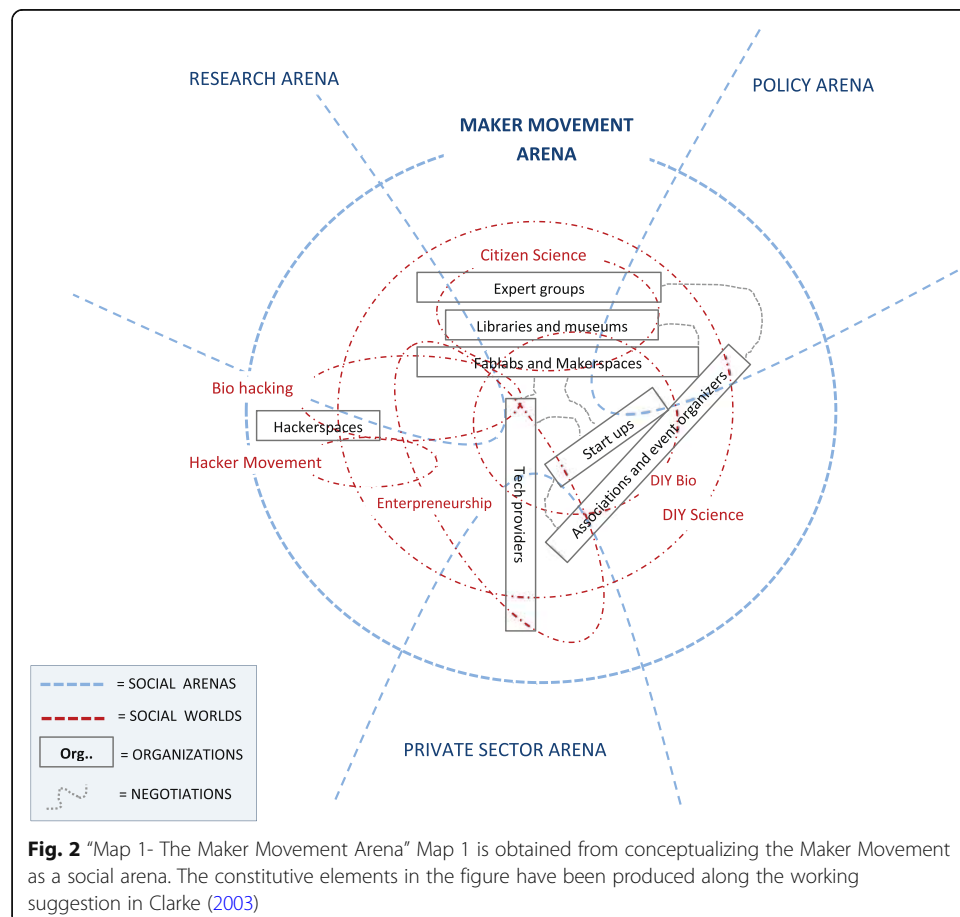 RESEARCH ARENA
POLICY ARENA
MAKER MOVEMENT
ARENA
Citizen Science
Expert groups
Libraries and museums
Fablabs and Makerspaces
Bio hacking
Hackerspaces
Hacker Movement
Enterpreneurship
Tech providers
Start ups
Associations and event organizers
DIY Bio
DIY Science
PRIVATE SECTOR ARENA
= SOCIAL ARENAS
= SOCIAL WORLDS
Org.. = ORGANIZATIONS
= NEGOTIATIONS
Fig. 2 “Map 1- The Maker Movement Arena” Map 1 is obtained from conceptualizing the Maker Movement
as a social arena. The constitutive elements in the figure have been produced along the working
suggestion in Clarke (2003)